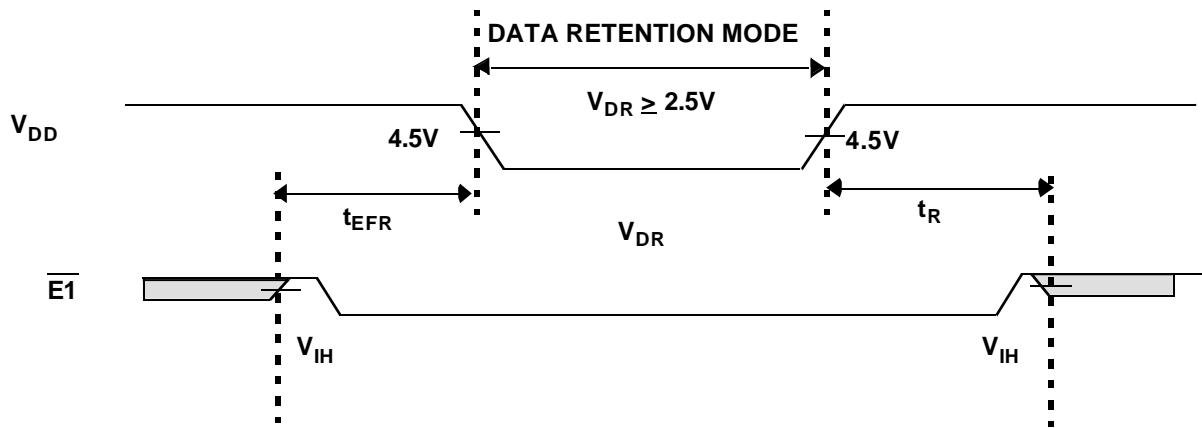 DATA RETENTION MODE
V_DR ≥ 2.5V
V_DD
4.5V
4.5V
t_EFR
t_R
V_DR
E1̅
V_IH
V_IH